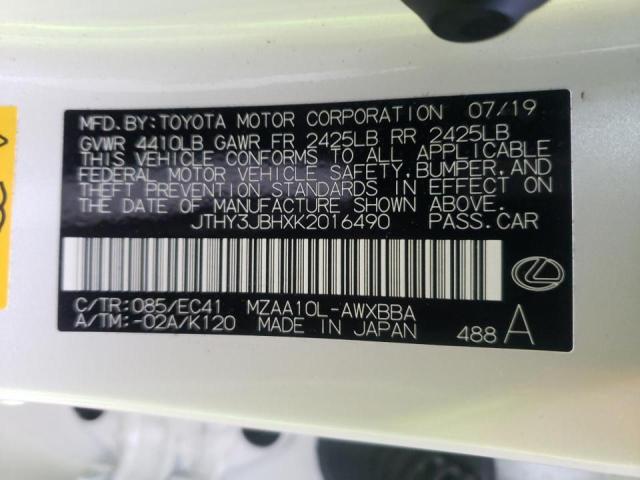 MFD.BY:TOYOTA MOTOR CORPORATION 07/19
GVWR 4410LB GAWR FR 2425LB RR 2425LB
THIS VEHICLE CONFORMS TO ALL APPLICABLE
FEDERAL MOTOR VEHICLE SAFETY,BUMPER,AND
THEFT PREVENTION STANDARDS IN EFFECT ON
THE DATE OF MANUFACTURE SHOWN ABOVE.
JTHY3JBHXK2016490 PASS.CAR
C/TR:085/EC41 MZAA10L-AWXBBA
A/TM:-02A/K120 MADE IN JAPAN 488 A